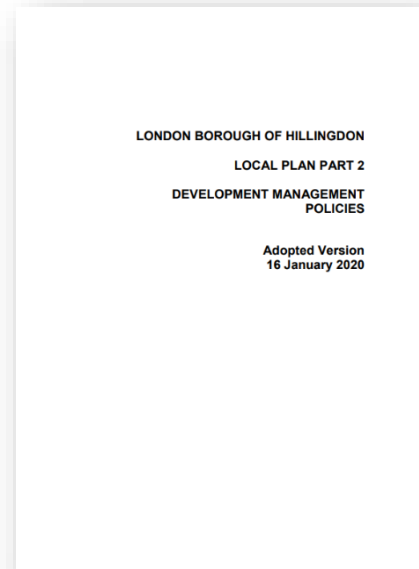 LONDON BOROUGH OF HILLINGDON
LOCAL PLAN PART 2
DEVELOPMENT MANAGEMENT
POLICIES
Adopted Version
16 January 2020